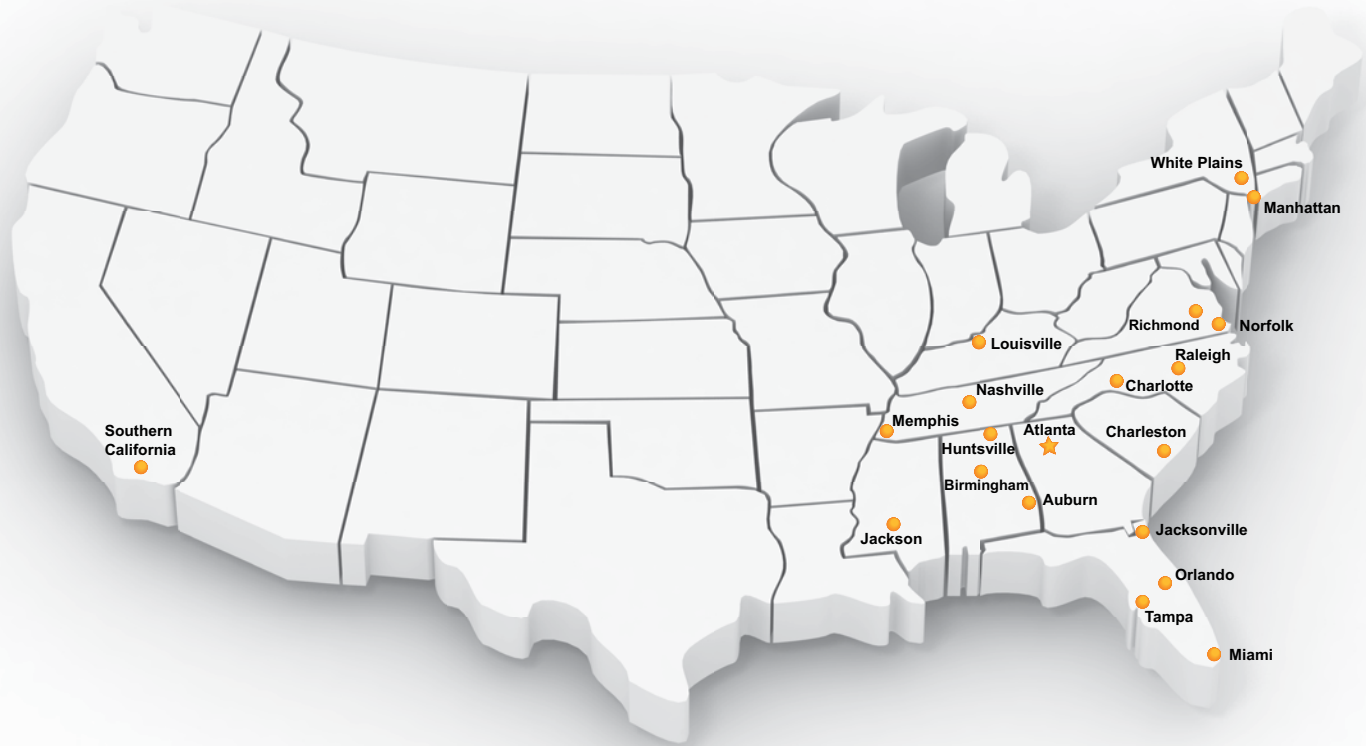 White Plains
Manhattan
Richmond
Norfolk
Louisville
Raleigh
Nashville
Charlotte
Memphis
Atlanta
Charleston
Southern
California
Huntsville
Birmingham
Auburn
Jackson
Jacksonville
Orlando
Tampa
Miami